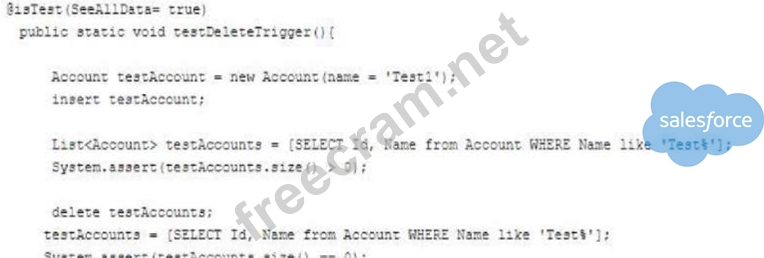 @isTest(SeeAllData= true)
public static void testDeleteTrigger(){
Account testAccount = new Account(name = 'Test1');
insert testAccount;
salesforce
List<Account> testAccounts = [SELECT Id, Name from Account WHERE Name like 'Test%'];
System.assert(testAccounts.size() > 0);
delete testAccounts;
testAccounts = [SELECT Id, Name from Account WHERE Name like 'Test%'];
System.assert(testAccounts.size() == 0);
freecram.net